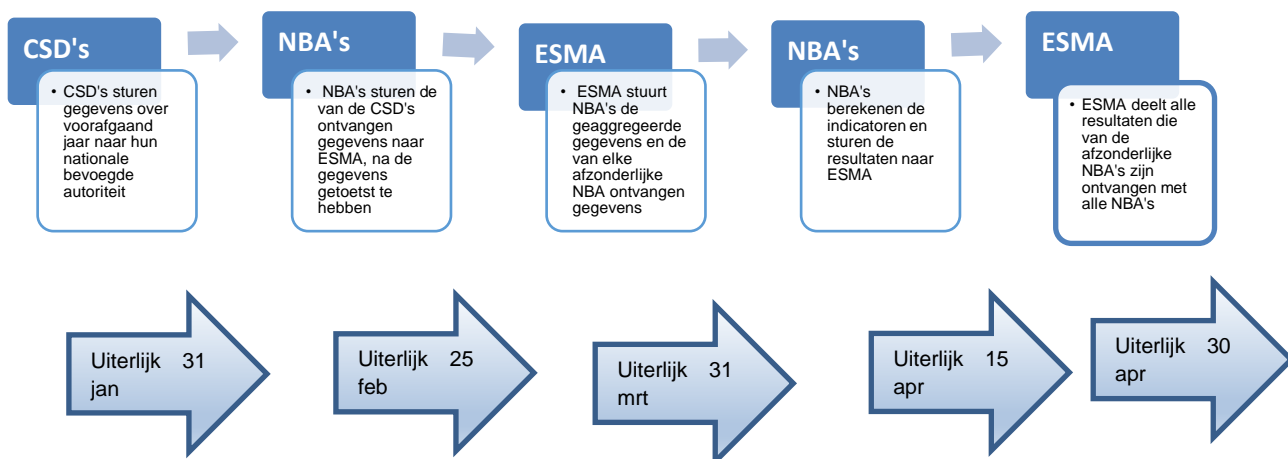 CSD's
• CSD's sturen
gegevens over
voorafgaand
jaar naar hun
nationale
bevoegde
autoriteit
NBA's
• NBA's sturen de
van de CSD's
ontvangen
gegevens naar
ESMA, na de
gegevens
getoetst te
hebben
ESMA
• ESMA stuurt
NBA's de
geaggregeerde
gegevens en de
van elke
afzonderlijke
NBA ontvangen
gegevens
NBA's
• NBA's
berekenen de
indicatoren en
sturen de
resultaten naar
ESMA
ESMA
• ESMA deelt alle
resultaten die
van de
afzonderlijke
NBA's zijn
ontvangen met
alle NBA's
Uiterlijk 31
jan
Uiterlijk 25
feb
Uiterlijk 31
mrt
Uiterlijk 15
apr
Uiterlijk 30
apr